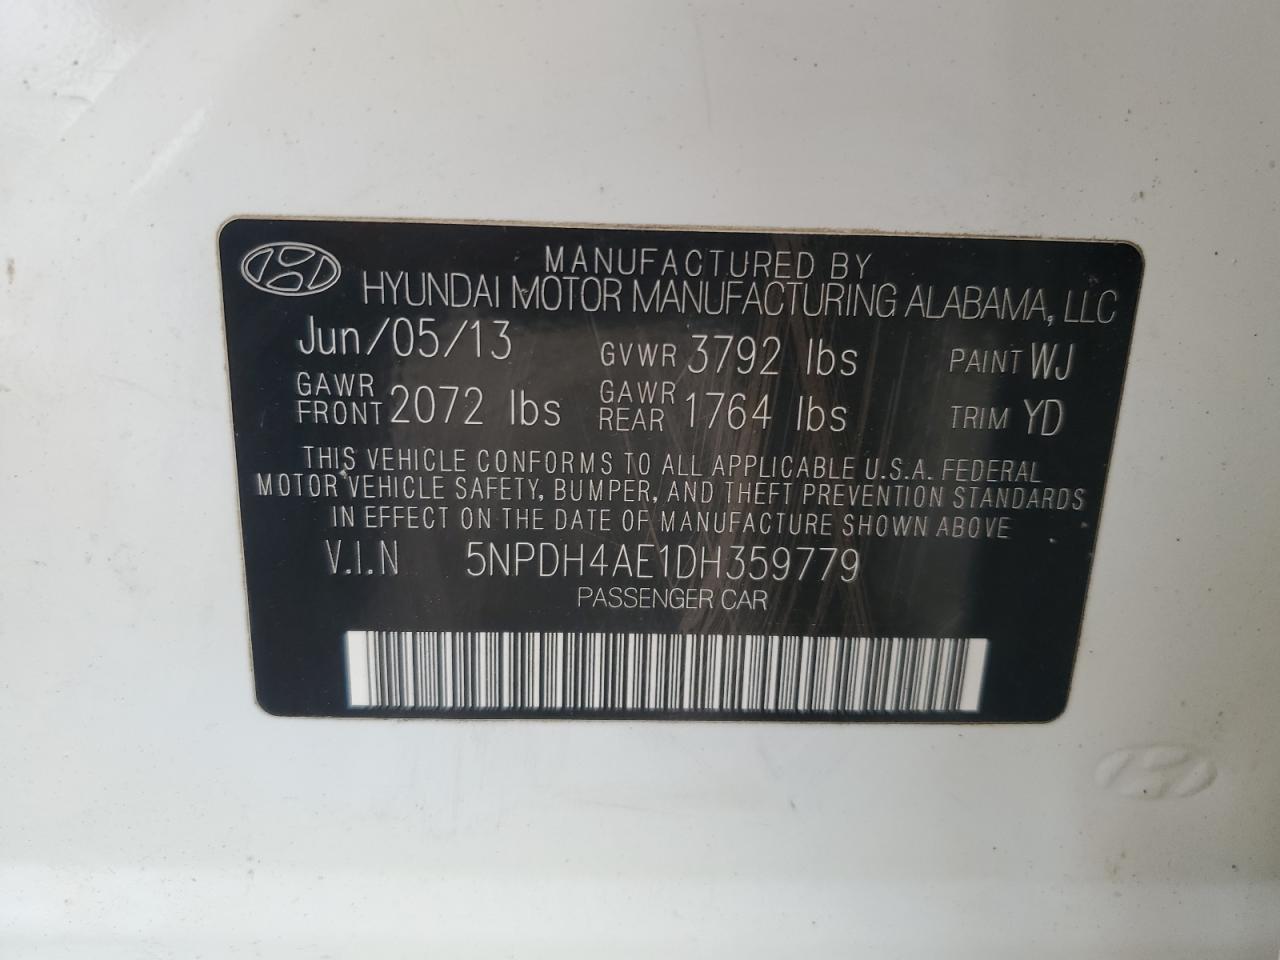 MANUFACTURED BY
HYUNDAI MOTOR MANUFACTURING ALABAMA, LLC
Jun/05/13 GVWR 3792 lbs PAINT WJ
GAWR FRONT 2072 lbs GAWR REAR 1764 lbs TRIM YD
THIS VEHICLE CONFORMS TO ALL APPLICABLE U.S.A. FEDERAL
MOTOR VEHICLE SAFETY, BUMPER, AND THEFT PREVENTION STANDARDS
IN EFFECT ON THE DATE OF MANUFACTURE SHOWN ABOVE
V.I.N 5NPDH4AE1DH359779
PASSENGER CAR